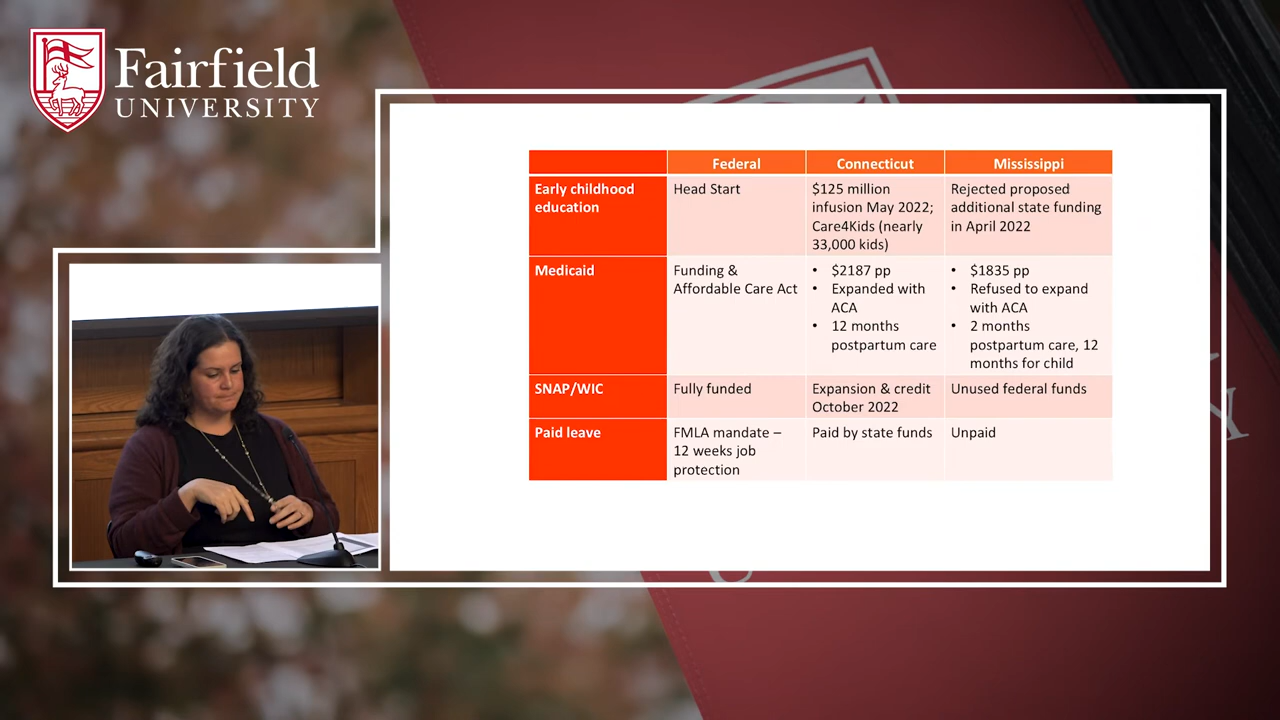 Fairfield
UNIVERSITY
Federal
Connecticut
Mississippi
Early childhood
education
Head Start
$125 million
infusion May 2022;
Care4Kids (nearly
33,000 kids)
Rejected proposed
additional state funding
in April 2022
Medicaid
Funding &
Affordable Care Act
• $2187 pp
• Expanded with
ACA
• 12 months
postpartum care
• $1835 pp
• Refused to expand
with ACA
• 2 months
postpartum care, 12
months for child
SNAP/WIC
Fully funded
Expansion & credit
October 2022
Unused federal funds
Paid leave
FMLA mandate –
12 weeks job
protection
Paid by state funds
Unpaid